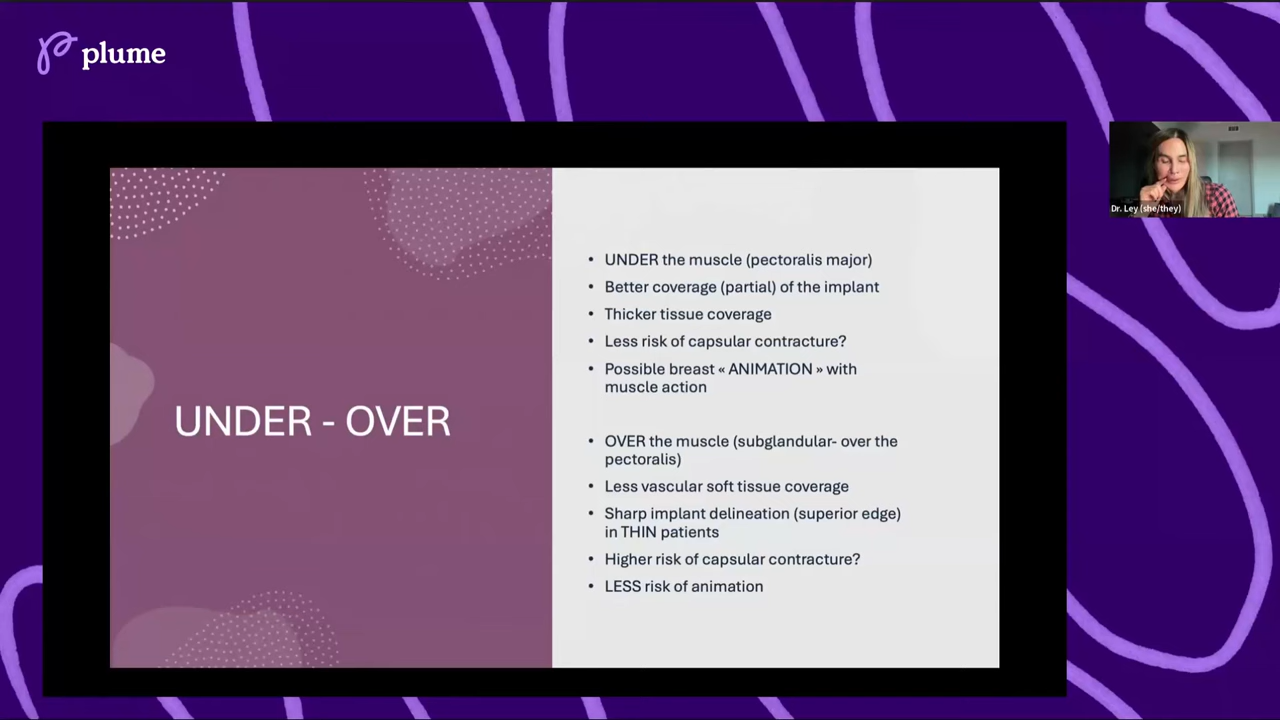 plume
UNDER - OVER
• UNDER the muscle (pectoralis major)
• Better coverage (partial) of the implant
• Thicker tissue coverage
• Less risk of capsular contracture?
• Possible breast « ANIMATION » with
muscle action
• OVER the muscle (subglandular- over the
pectoralis)
• Less vascular soft tissue coverage
• Sharp implant delineation (superior edge)
in THIN patients
• Higher risk of capsular contracture?
• LESS risk of animation
Dr. Ley (she/they)